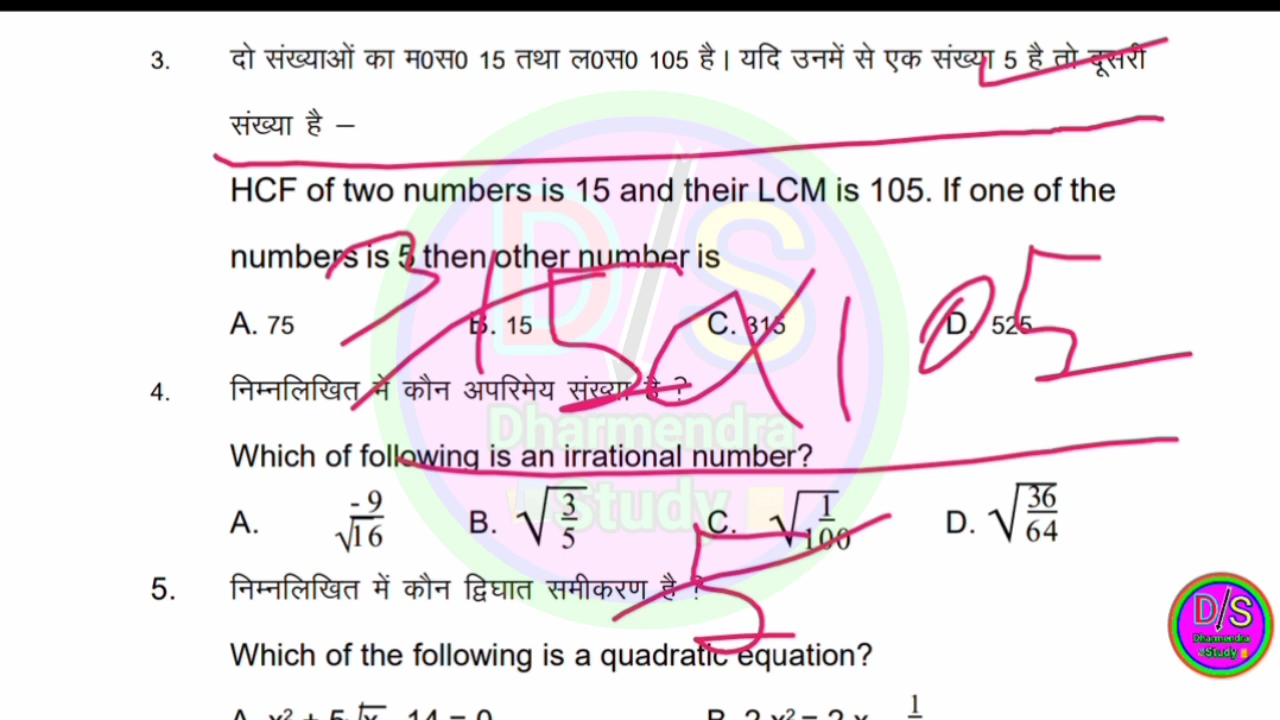 3. दो संख्याओं का म0स0 15 तथा ल0स0 105 है। यदि उनमें से एक संख्या 5 है तो दूसरी
संख्या है –
HCF of two numbers is 15 and their LCM is 105. If one of the
numbers is 5 then other number is
A. 75 B. 15 C. 315 D. 525
15 × 105
5
4. निम्नलिखित में कौन अपरिमेय संख्या है ?
Which of following is an irrational number?
A. -9/√16 B. √(3/5) C. √(1/100) D. √(36/64)
5. निम्नलिखित में कौन द्विघात समीकरण है ?
Which of the following is a quadratic equation?
Dharmendra
Study
D/S
Dharmendra
Study